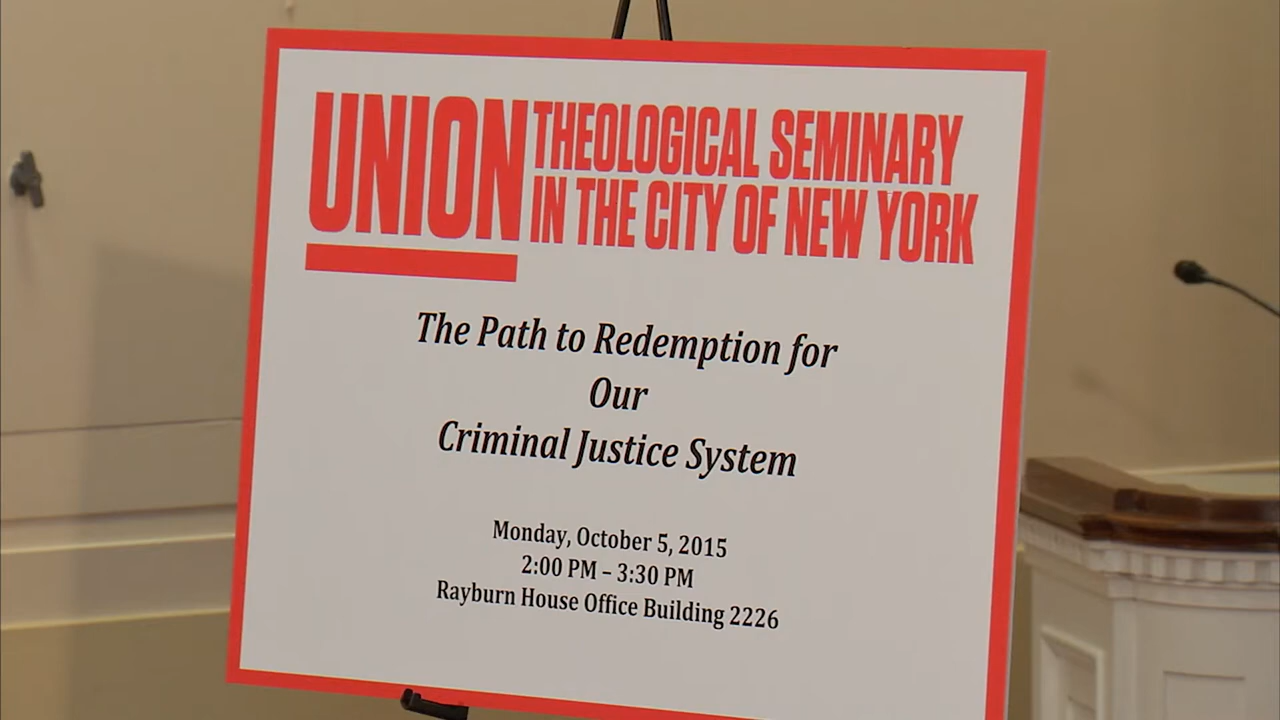 UNION THEOLOGICAL SEMINARY
IN THE CITY OF NEW YORK
The Path to Redemption for
Our
Criminal Justice System
Monday, October 5, 2015
2:00 PM – 3:30 PM
Rayburn House Office Building 2226